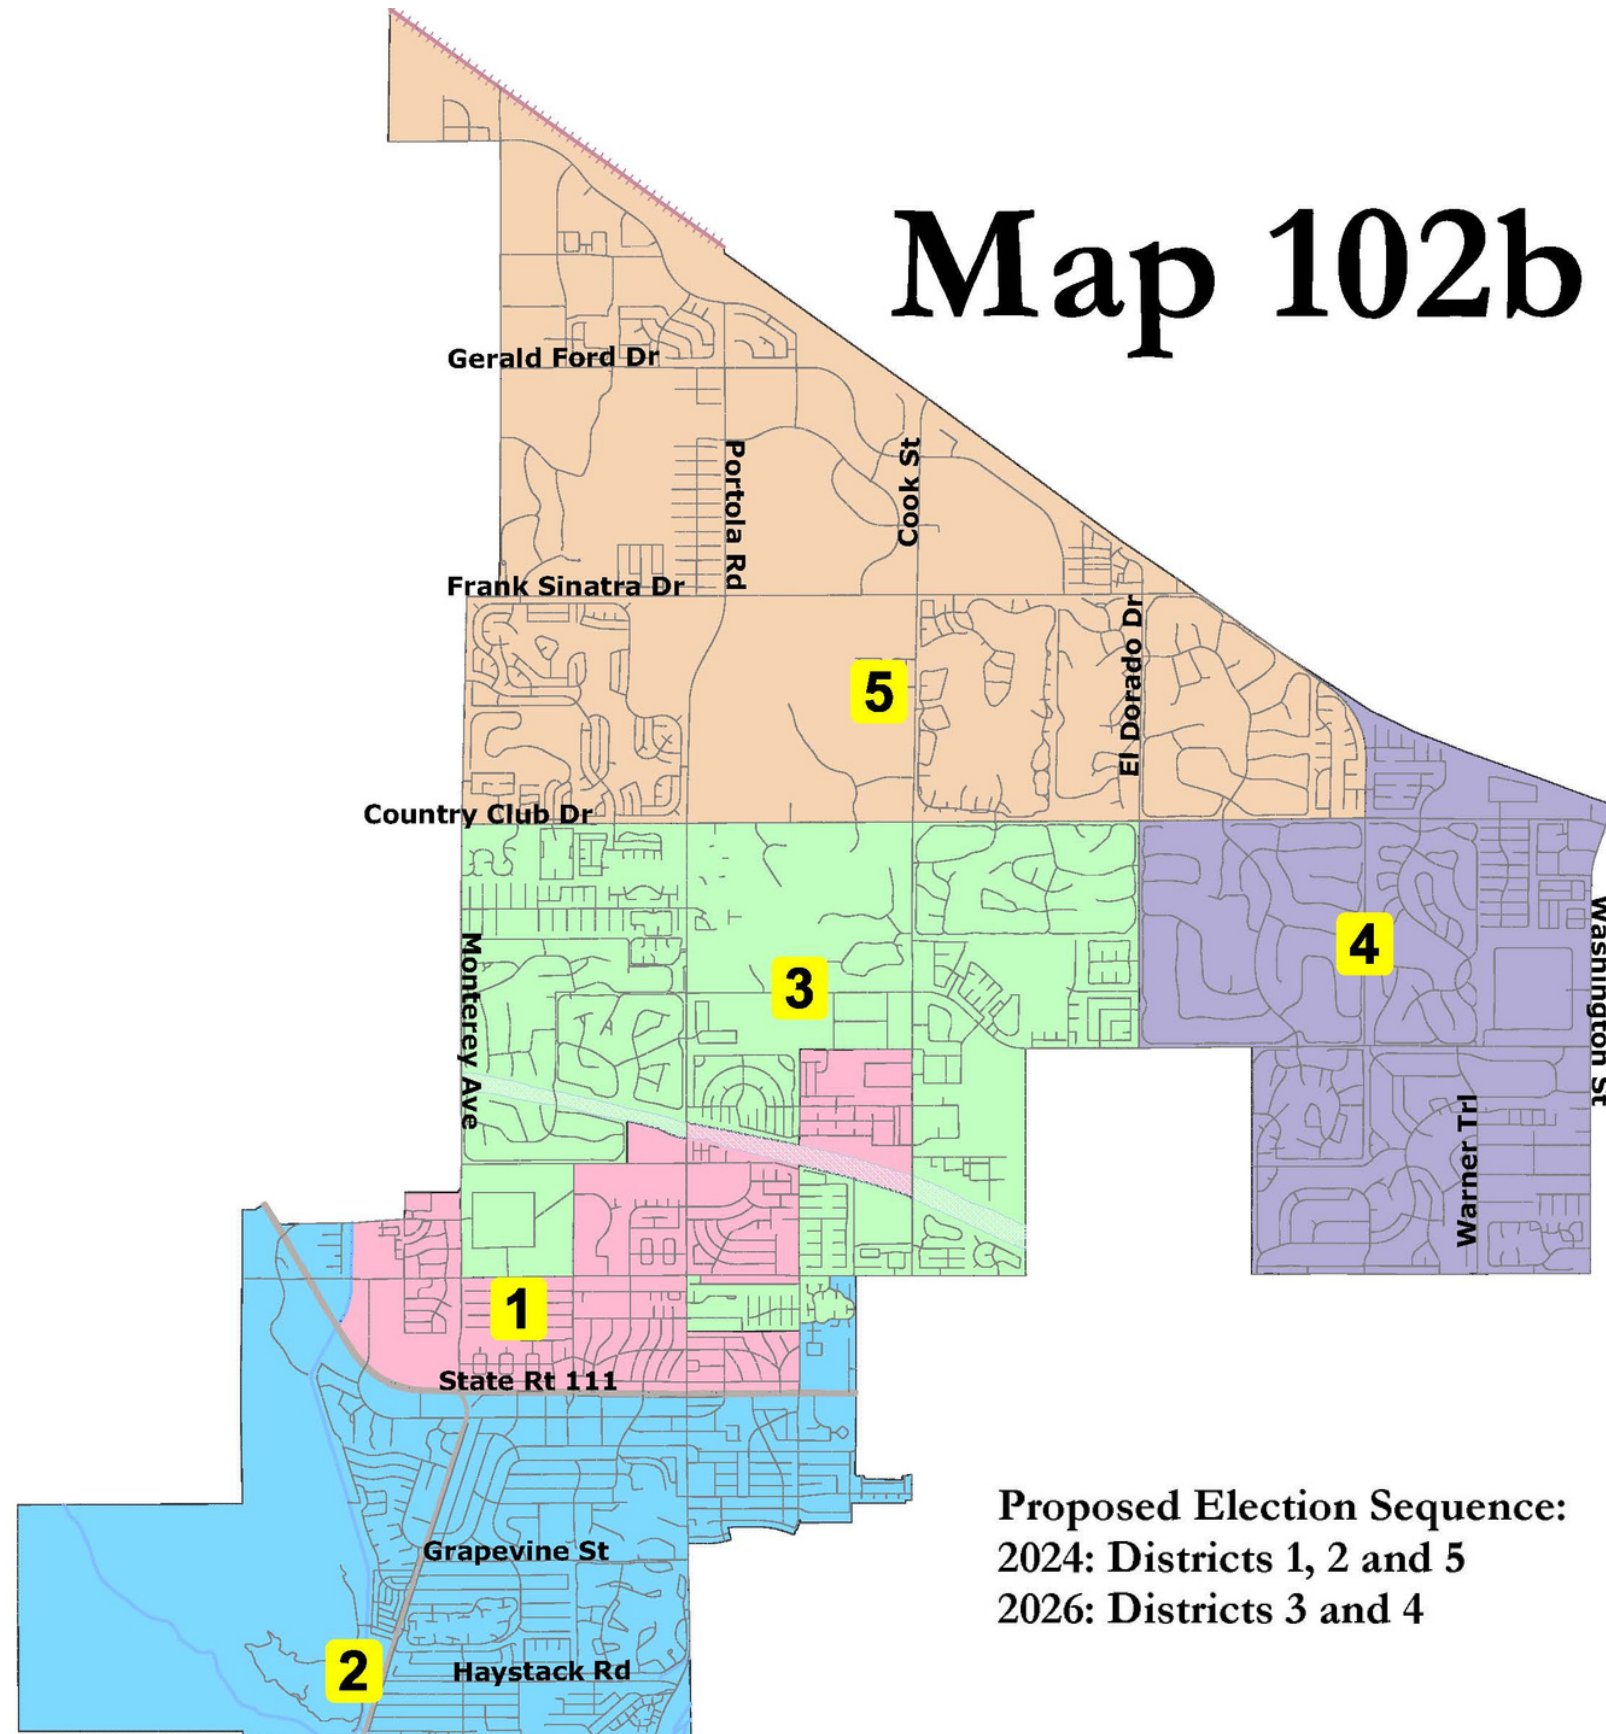 Map 102b
Gerald Ford Dr
Portola Rd
Cook St
Frank Sinatra Dr
El Dorado Dr
5
Country Club Dr
Monterey Ave
3
4
Washington St
Warner Trl
1
State Rt 111
Grapevine St
2
Haystack Rd
Proposed Election Sequence:
2024: Districts 1, 2 and 5
2026: Districts 3 and 4